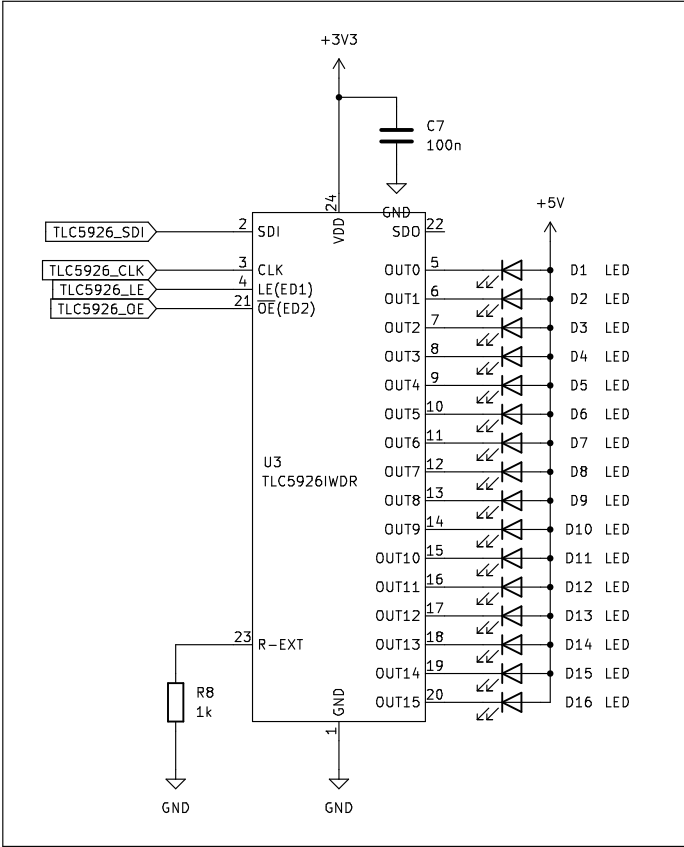 +3V3
C7
100n
GND
+5V
24
VDD
TLC5926_SDI 2 SDI
SDO 22
TLC5926_CLK 3 CLK
TLC5926_LE 4 LE(ED1)
TLC5926_OE 21 OE(ED2)
OUT0 5 D1 LED
OUT1 6 D2 LED
OUT2 7 D3 LED
OUT3 8 D4 LED
OUT4 9 D5 LED
OUT5 10 D6 LED
OUT6 11 D7 LED
OUT7 12 D8 LED
OUT8 13 D9 LED
OUT9 14 D10 LED
OUT10 15 D11 LED
OUT11 16 D12 LED
OUT12 17 D13 LED
OUT13 18 D14 LED
OUT14 19 D15 LED
OUT15 20 D16 LED
U3
TLC5926IWDR
23 R-EXT
R8
1k
GND
GND
1
GND